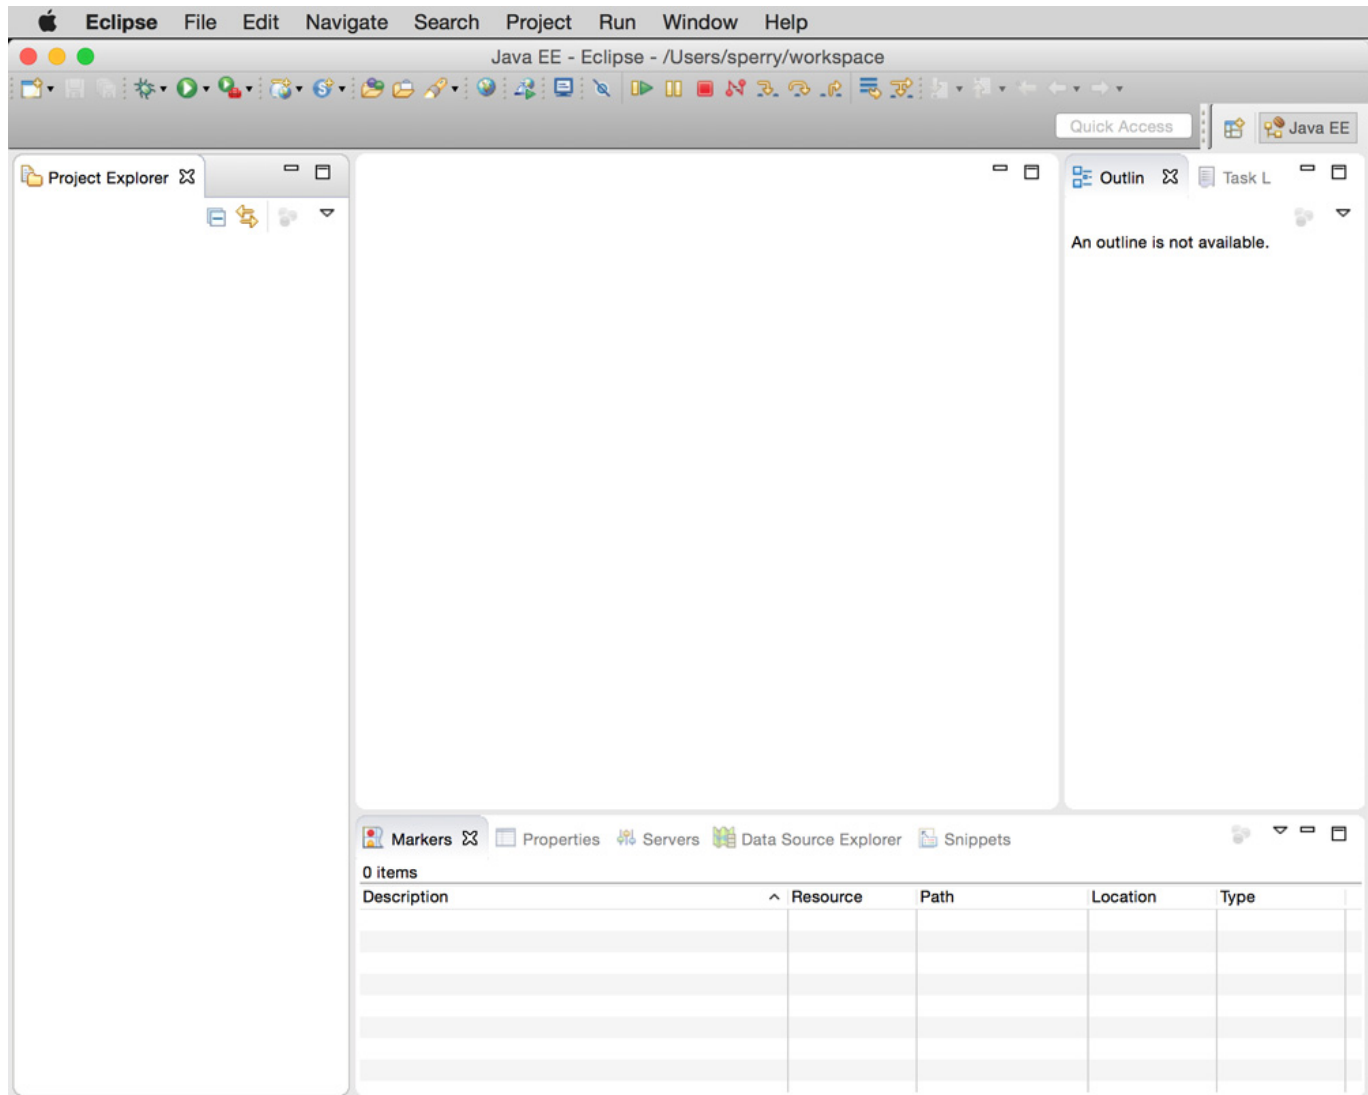 Eclipse File Edit Navigate Search Project Run Window Help
Java EE - Eclipse - /Users/sperry/workspace
Quick Access Java EE
Project Explorer
Outlin Task L
An outline is not available.
Markers Properties Servers Data Source Explorer Snippets
0 items
Description Resource Path Location Type